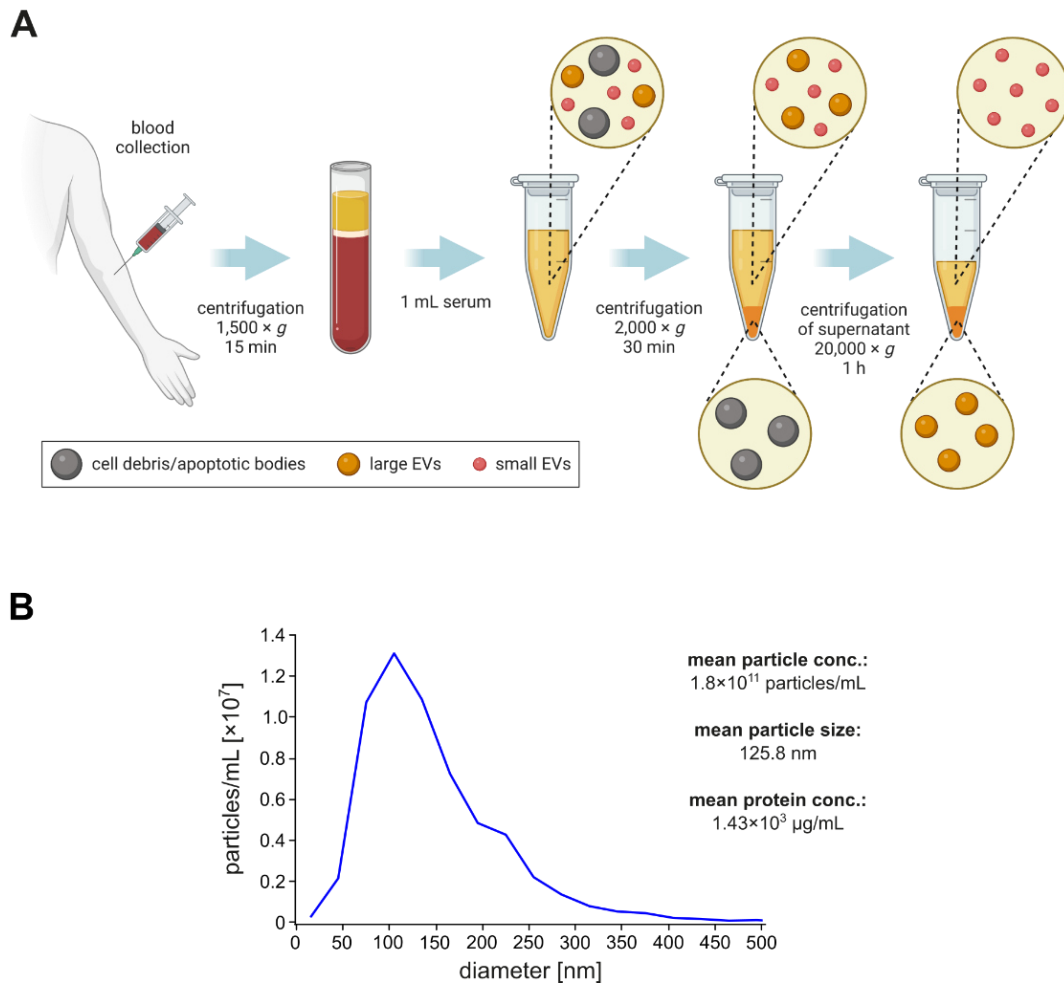 A
blood
collection
centrifugation
1,500 × g
15 min
1 mL serum
centrifugation
2,000 × g
30 min
centrifugation
of supernatant
20,000 × g
1 h
cell debris/apoptotic bodies
large EVs
small EVs
B
particles/mL [×10⁷]
1.4
1.2
1.0
0.8
0.6
0.4
0.2
0
0 50 100 150 200 250 300 350 400 450 500
diameter [nm]
mean particle conc.:
1.8×10¹¹ particles/mL
mean particle size:
125.8 nm
mean protein conc.:
1.43×10³ µg/mL